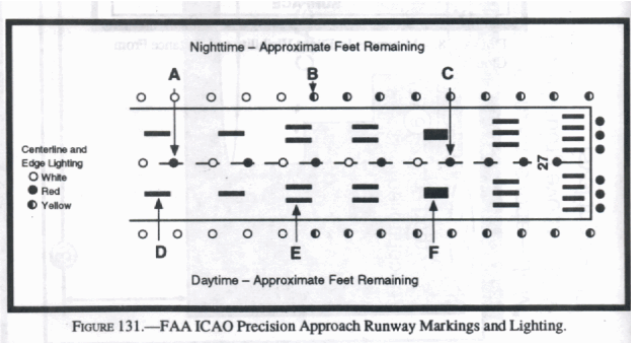 Nighttime – Approximate Feet Remaining
A B C
Centerline and
Edge Lighting
White
Red
Yellow
27
D E F
Daytime – Approximate Feet Remaining
FIGURE 131.—FAA ICAO Precision Approach Runway Markings and Lighting.